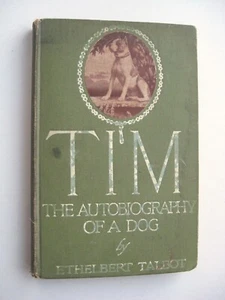 TIM
THE AUTOBIOGRAPHY
OF A DOG
by
ETHELBERT TALBOT